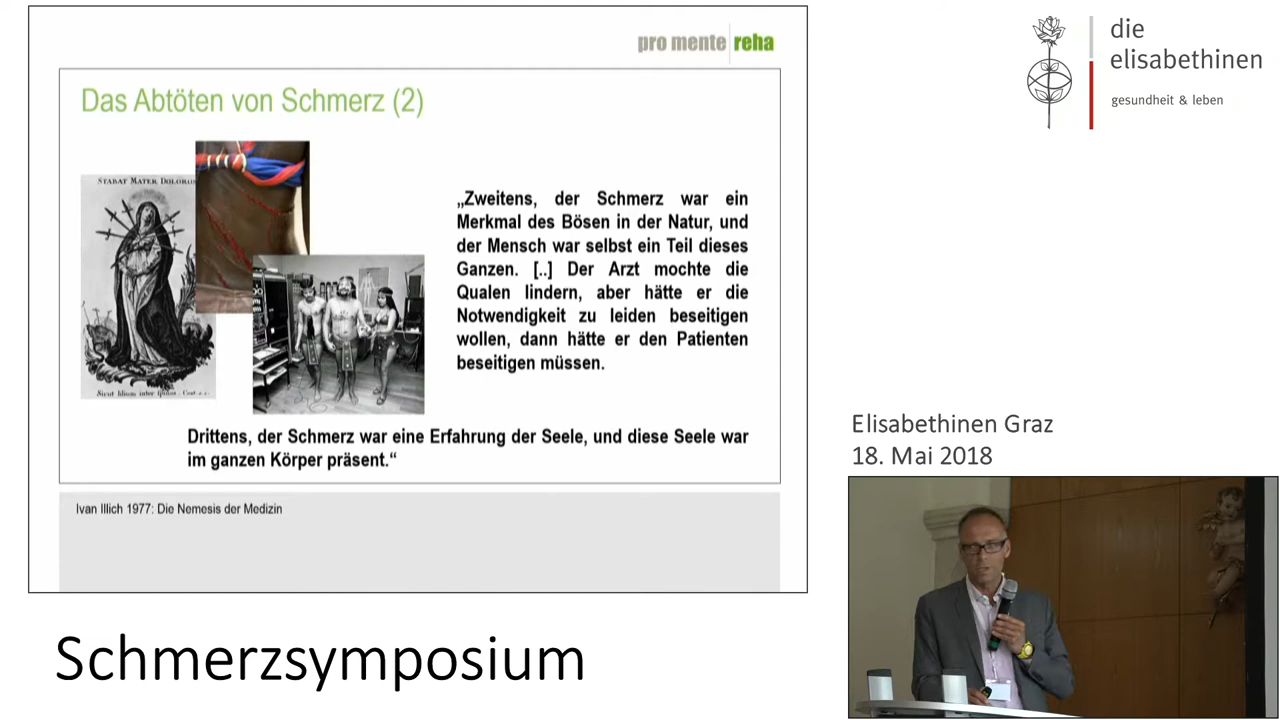 pro mente reha
Das Abtöten von Schmerz (2)
STABAT MATER DOLOROS
„Zweitens, der Schmerz war ein
Merkmal des Bösen in der Natur, und
der Mensch war selbst ein Teil dieses
Ganzen. [..] Der Arzt mochte die
Qualen lindern, aber hätte er die
Notwendigkeit zu leiden beseitigen
wollen, dann hätte er den Patienten
beseitigen müssen.
Sicut lilium inter
Drittens, der Schmerz war eine Erfahrung der Seele, und diese Seele war
im ganzen Körper präsent.“
Ivan Illich 1977: Die Nemesis der Medizin
Schmerzsymposium
die
elisabethinen
gesundheit & leben
Elisabethinen Graz
18. Mai 2018